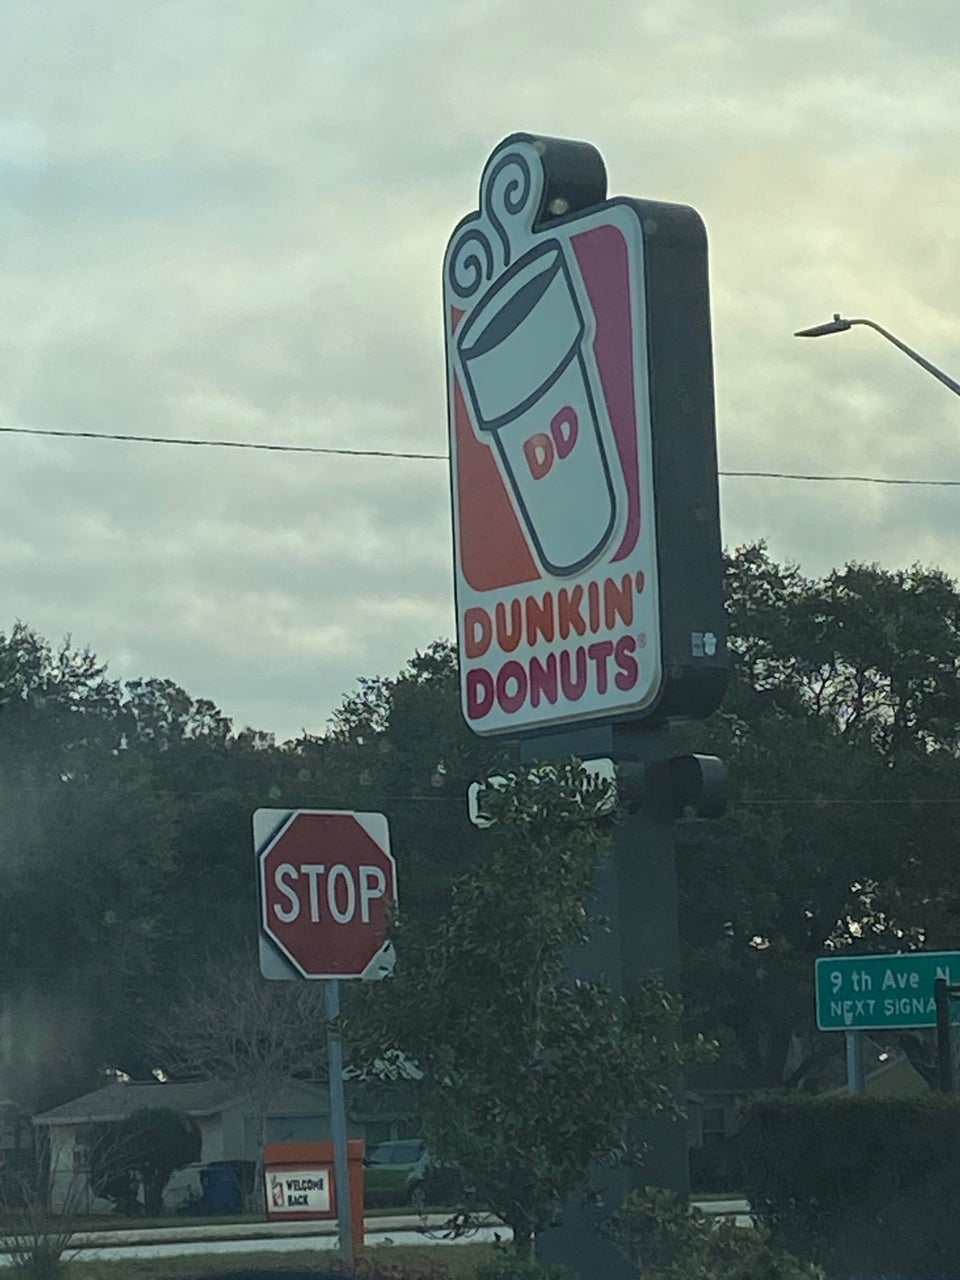 DD
DUNKIN'
DONUTS®
STOP
9 th Ave N
NEXT SIGNA
WELCOME
BACK